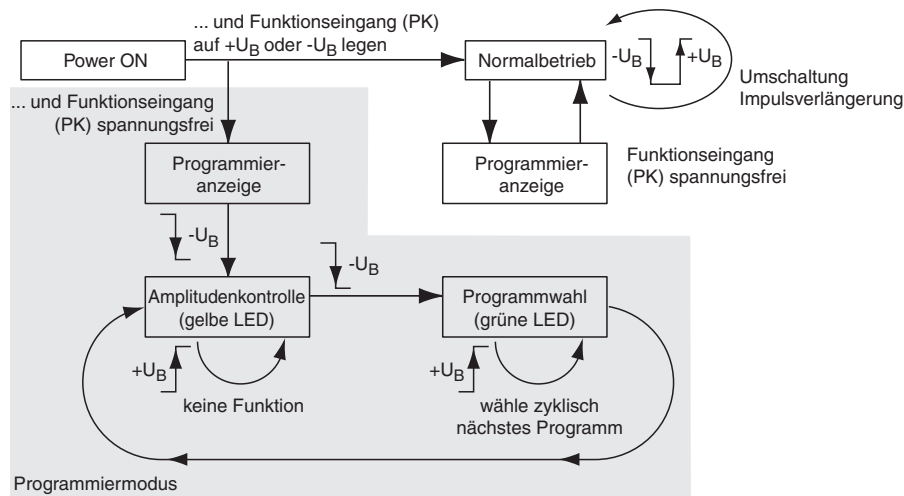 ... und Funktionseingang (PK)
auf +UB oder -UB legen
Power ON
Normalbetrieb
-UB
+UB
Umschaltung
Impulsverlängerung
... und Funktionseingang
(PK) spannungsfrei
Programmier-
anzeige
Programmier-
anzeige
Funktionseingang
(PK) spannungsfrei
-UB
-UB
Amplitudenkontrolle
(gelbe LED)
Programmwahl
(grüne LED)
+UB
keine Funktion
+UB
wähle zyklisch
nächstes Programm
Programmiermodus